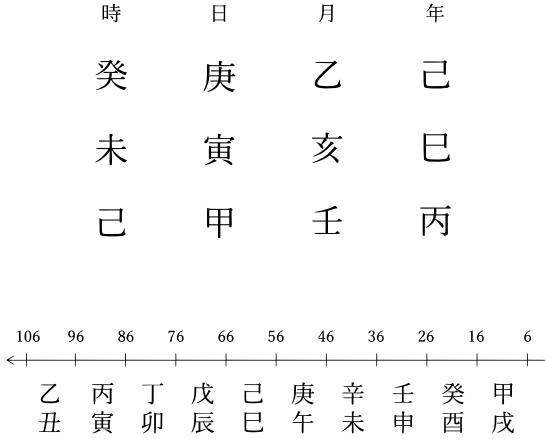 時 日 月 年
癸 庚 乙 己
未 寅 亥 巳
己 甲 壬 丙
106 96 86 76 66 56 46 36 26 16 6
乙 丙 丁 戊 己 庚 辛 壬 癸 甲
丑 寅 卯 辰 巳 午 未 申 酉 戌